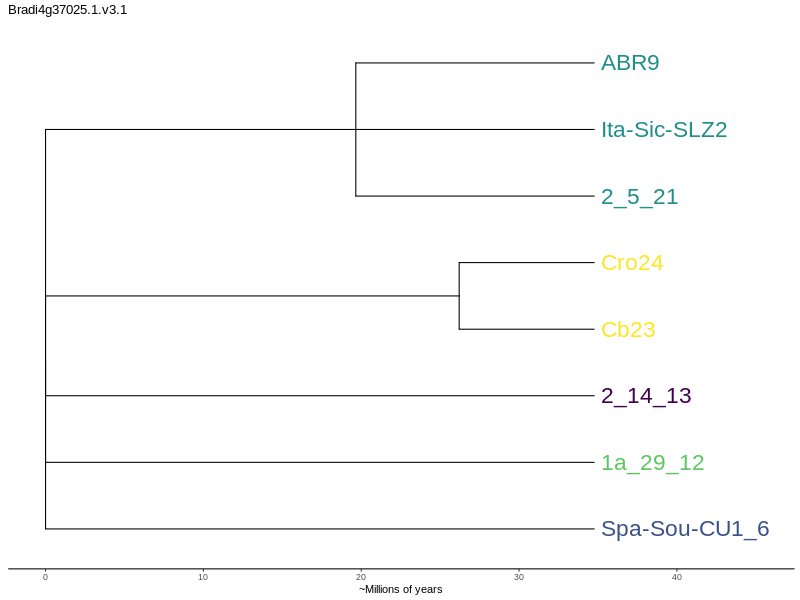 Bradi4g37025.1.v3.1
ABR9
Ita-Sic-SLZ2
2_5_21
Cro24
Cb23
2_14_13
1a_29_12
Spa-Sou-CU1_6
0 10 20 30 40
~Millions of years